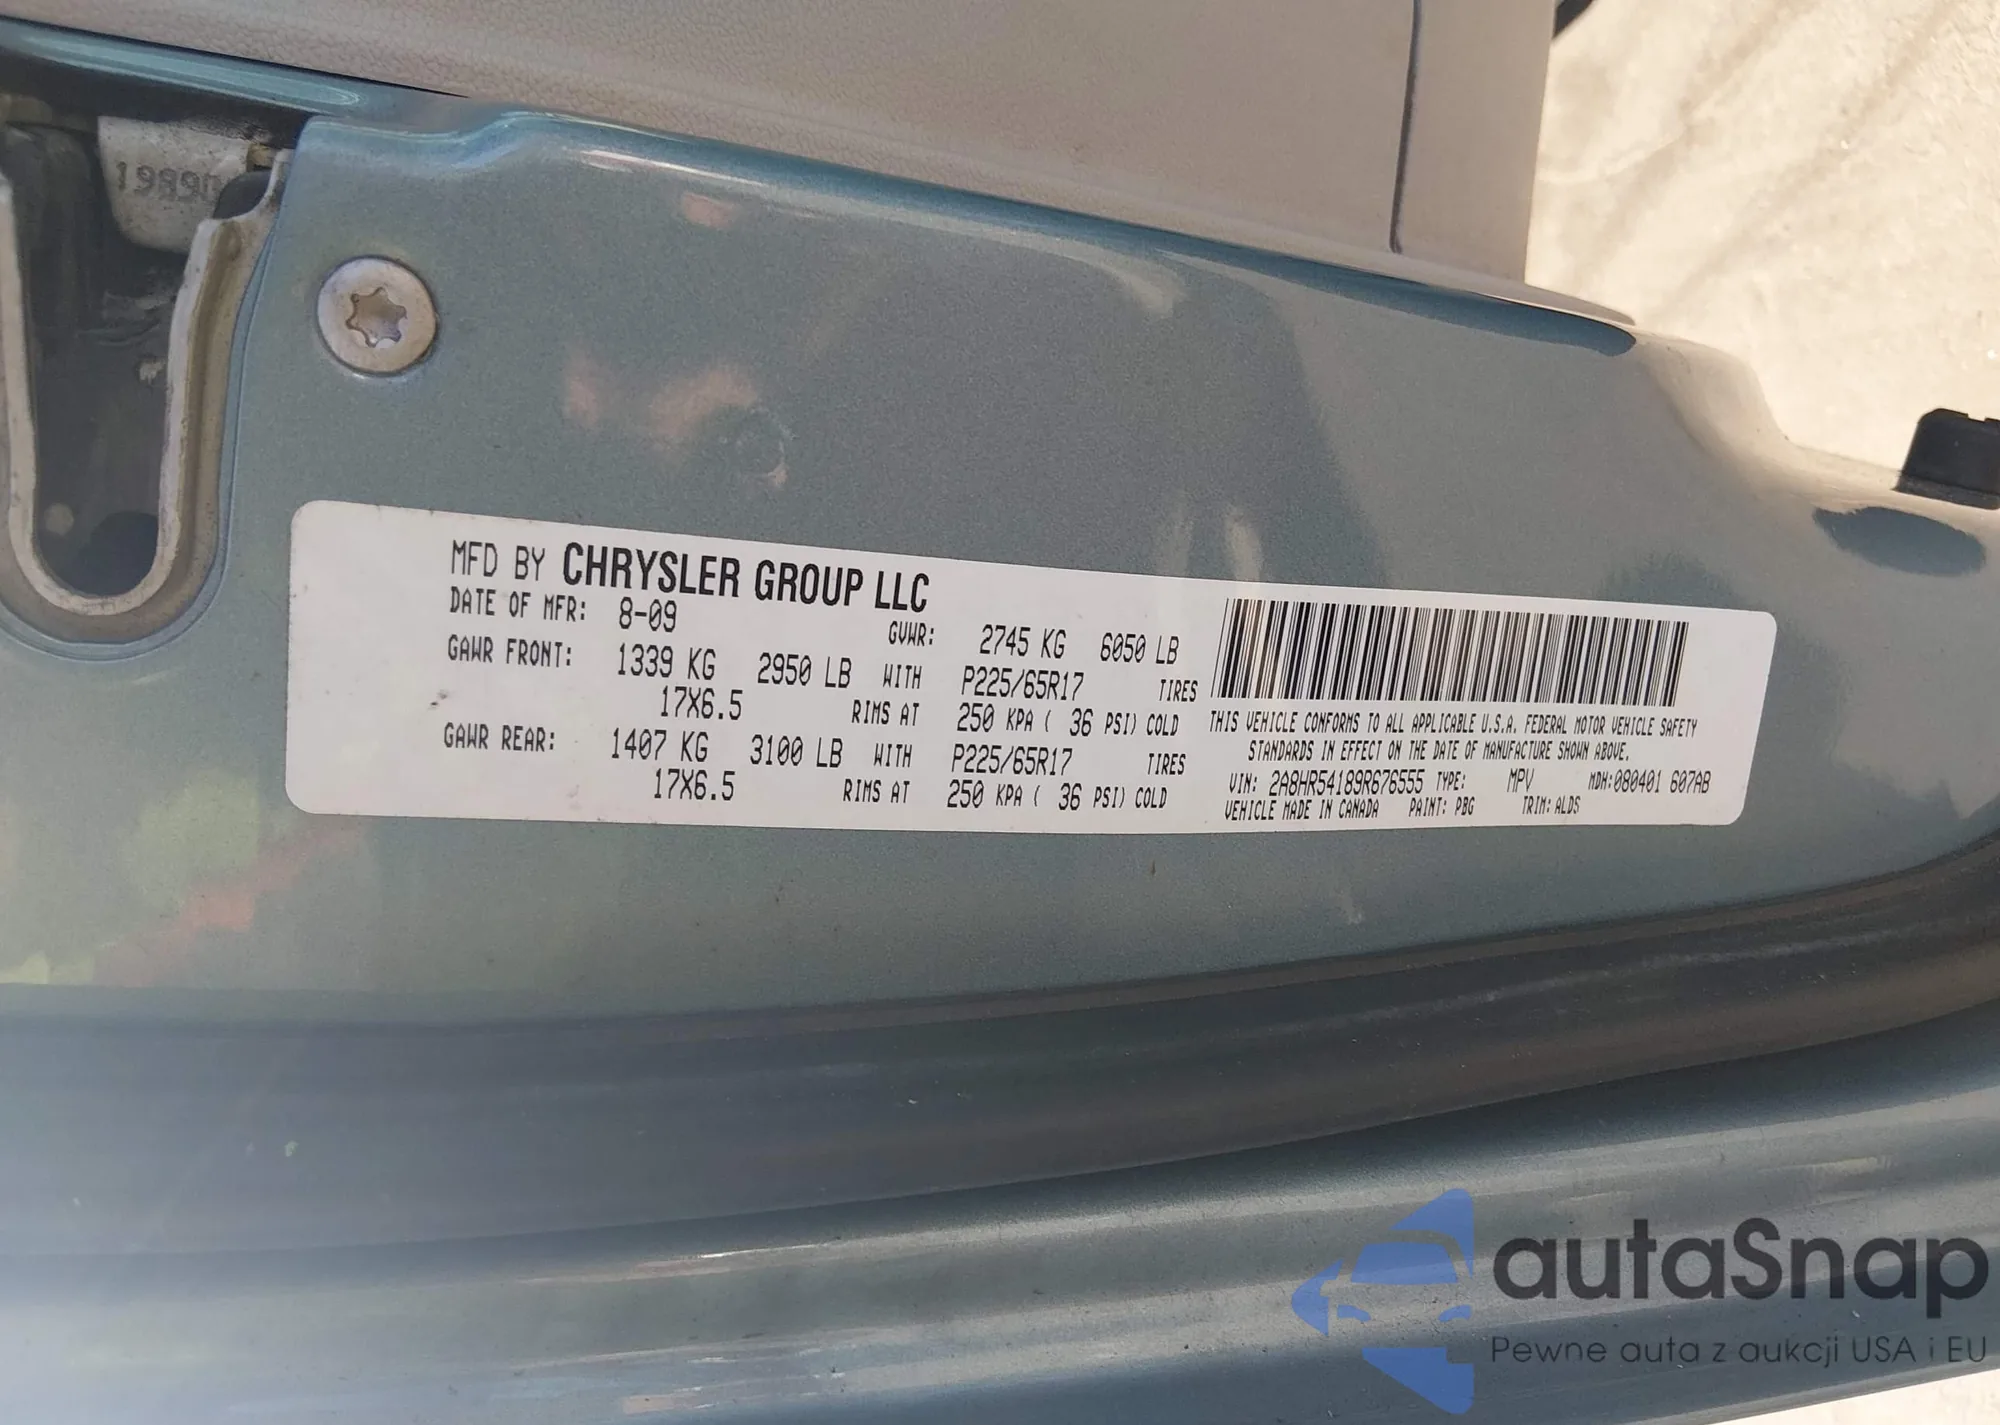 1989
MFD BY CHRYSLER GROUP LLC
DATE OF MFR: 8-09 GVWR: 2745 KG 6050 LB
GAWR FRONT: 1339 KG 2950 LB WITH P225/65R17 TIRES
17X6.5 RIMS AT 250 KPA ( 36 PSI) COLD
GAWR REAR: 1407 KG 3100 LB WITH P225/65R17 TIRES
17X6.5 RIMS AT 250 KPA ( 36 PSI) COLD
THIS VEHICLE CONFORMS TO ALL APPLICABLE U.S.A. FEDERAL MOTOR VEHICLE SAFETY
STANDARDS IN EFFECT ON THE DATE OF MANUFACTURE SHOWN ABOVE.
VIN: 2A8HR54189R676555 TYPE: MPV MDH:080401 607AB
VEHICLE MADE IN CANADA PAINT: PBG TRIM: ALDS
autaSnap
Pewne auta z aukcji USA i EU